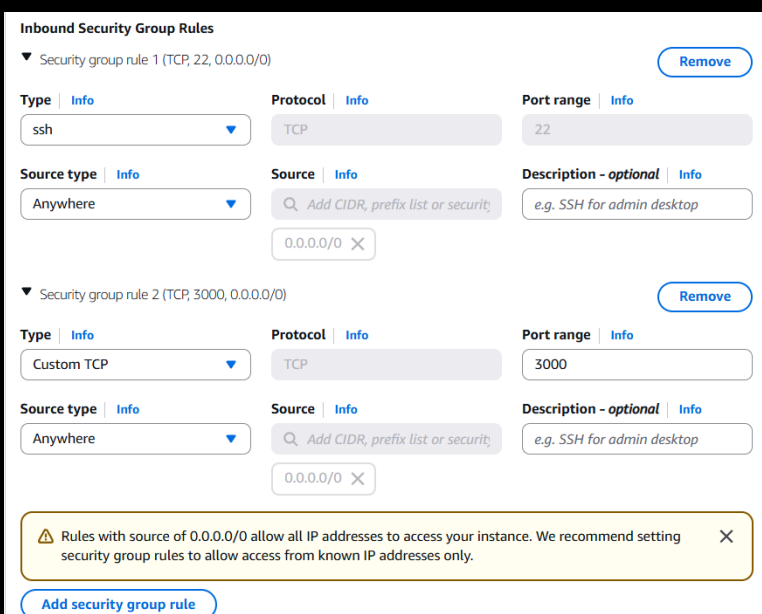 Inbound Security Group Rules
Security group rule 1 (TCP, 22, 0.0.0.0/0)
Remove
Type Info Protocol Info Port range Info
ssh TCP 22
Source type Info Source Info Description - optional Info
Anywhere Add CIDR, prefix list or security e.g. SSH for admin desktop
0.0.0.0/0
Security group rule 2 (TCP, 3000, 0.0.0.0/0)
Remove
Type Info Protocol Info Port range Info
Custom TCP TCP 3000
Source type Info Source Info Description - optional Info
Anywhere Add CIDR, prefix list or security e.g. SSH for admin desktop
0.0.0.0/0
Rules with source of 0.0.0.0/0 allow all IP addresses to access your instance. We recommend setting
security group rules to allow access from known IP addresses only.
Add security group rule